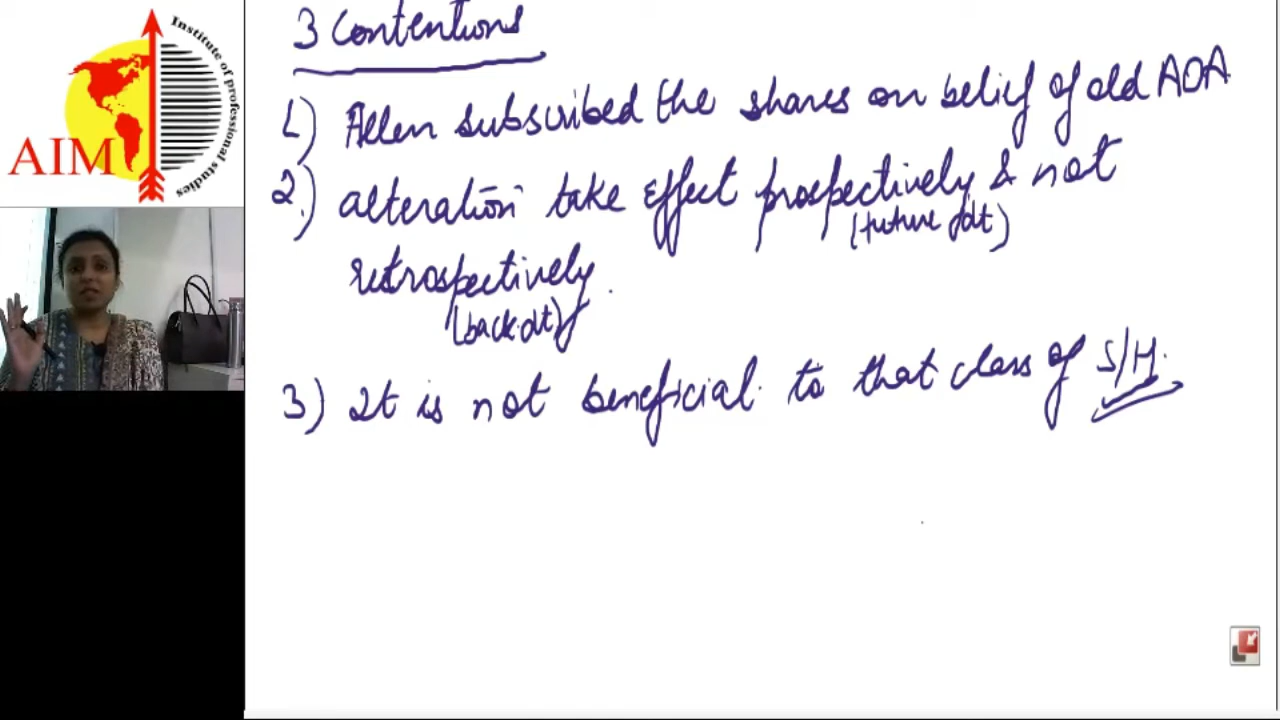 Institute of professional studies
AIM
3 Contentions
1) Allen subscribed the shares on belief of old AOA
2.) alteration take effect prospectively & not
(future dt)
retrospectively.
(back dt)
3) It is not beneficial to that class of S/H.